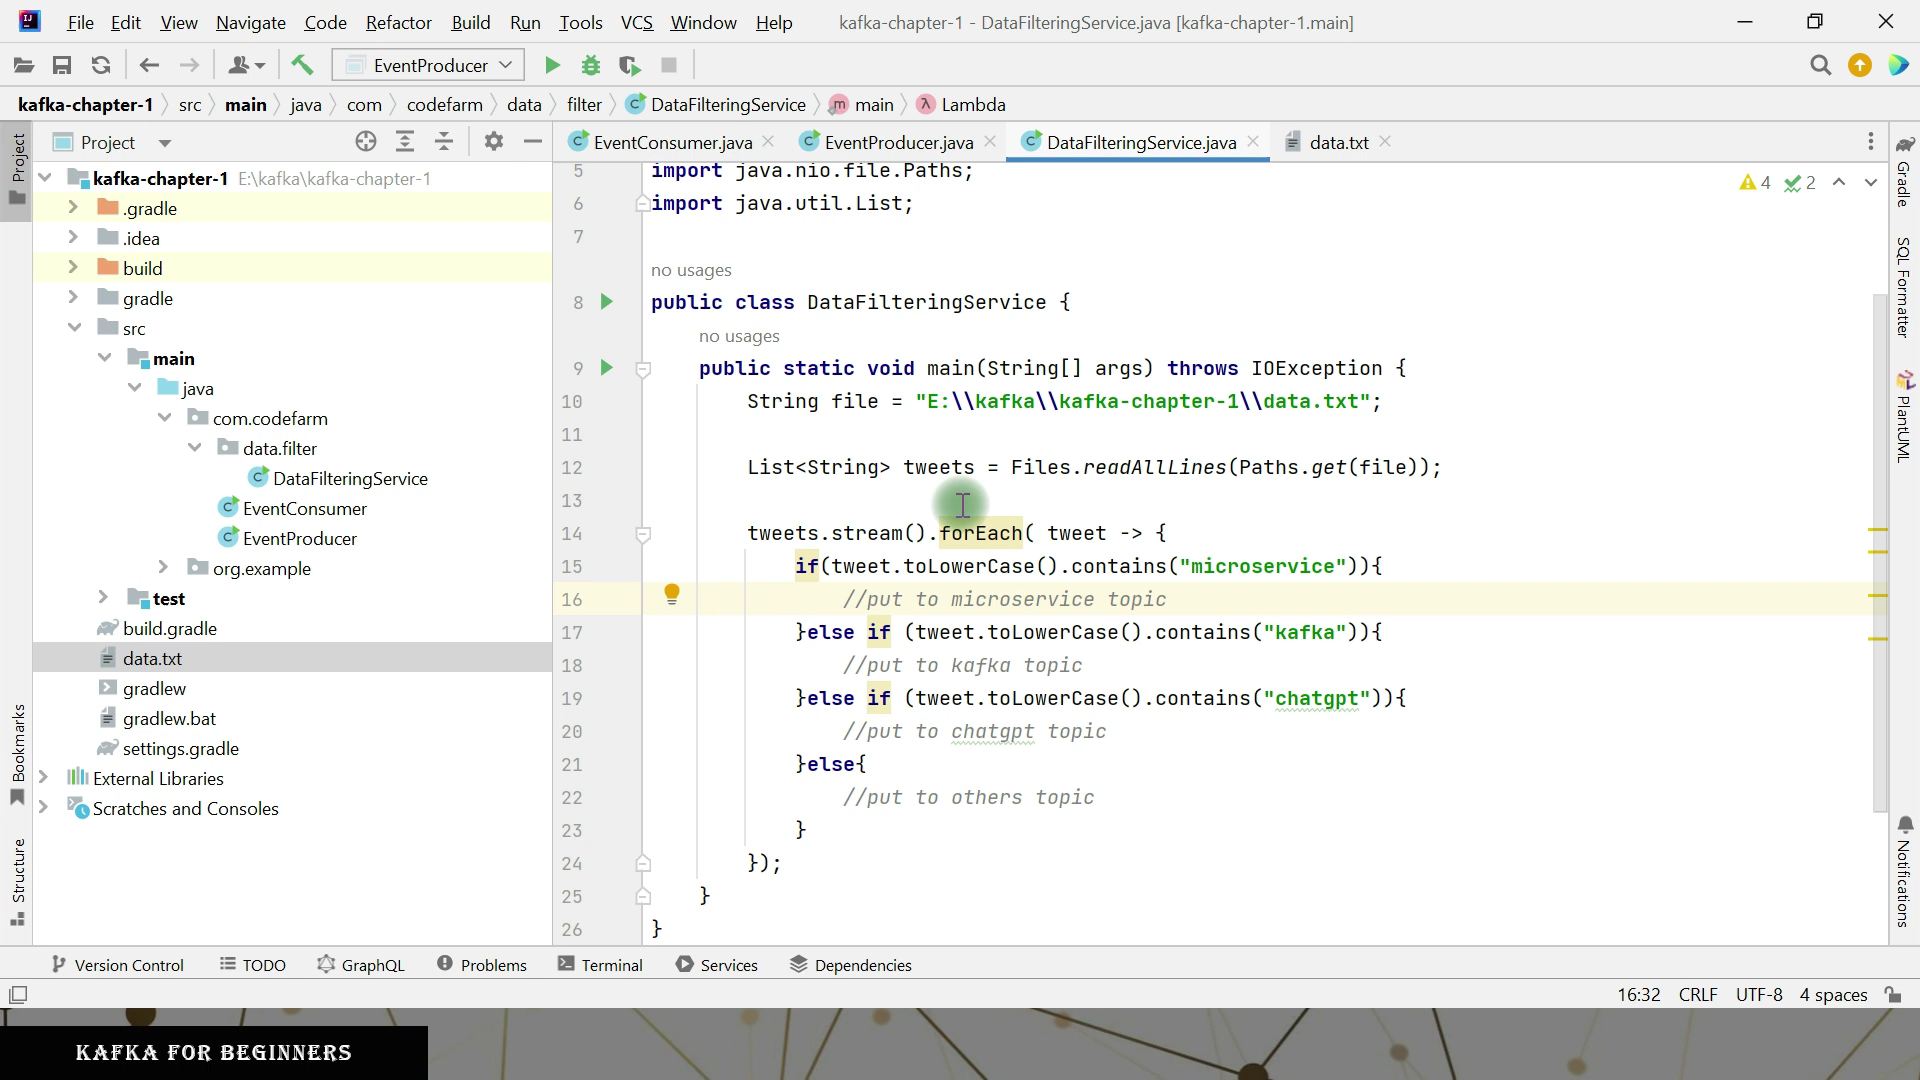 File Edit View Navigate Code Refactor Build Run Tools VCS Window Help kafka-chapter-1 - DataFilteringService.java [kafka-chapter-1.main]
EventProducer
kafka-chapter-1 src main java com codefarm data filter DataFilteringService main Lambda
Project
EventConsumer.java EventProducer.java DataFilteringService.java data.txt
kafka-chapter-1 E:\kafka\kafka-chapter-1
.gradle
.idea
build
gradle
src
main
java
com.codefarm
data.filter
DataFilteringService
EventConsumer
EventProducer
org.example
test
build.gradle
data.txt
gradlew
gradlew.bat
settings.gradle
External Libraries
Scratches and Consoles
Project
Bookmarks
Structure
4 2
5 import java.nio.file.Paths;
6 import java.util.List;
7
no usages
8 public class DataFilteringService {
no usages
9 public static void main(String[] args) throws IOException {
10 String file = "E:\\kafka\\kafka-chapter-1\\data.txt";
11
12 List<String> tweets = Files.readAllLines(Paths.get(file));
13
14 tweets.stream().forEach( tweet -> {
15 if(tweet.toLowerCase().contains("microservice")){
16 //put to microservice topic
17 }else if (tweet.toLowerCase().contains("kafka")){
18 //put to kafka topic
19 }else if (tweet.toLowerCase().contains("chatgpt")){
20 //put to chatgpt topic
21 }else{
22 //put to others topic
23 }
24 });
25 }
26 }
Gradle
SQL Formatter
PlantUML
Notifications
Version Control TODO GraphQL Problems Terminal Services Dependencies
16:32 CRLF UTF-8 4 spaces
KAFKA FOR BEGINNERS